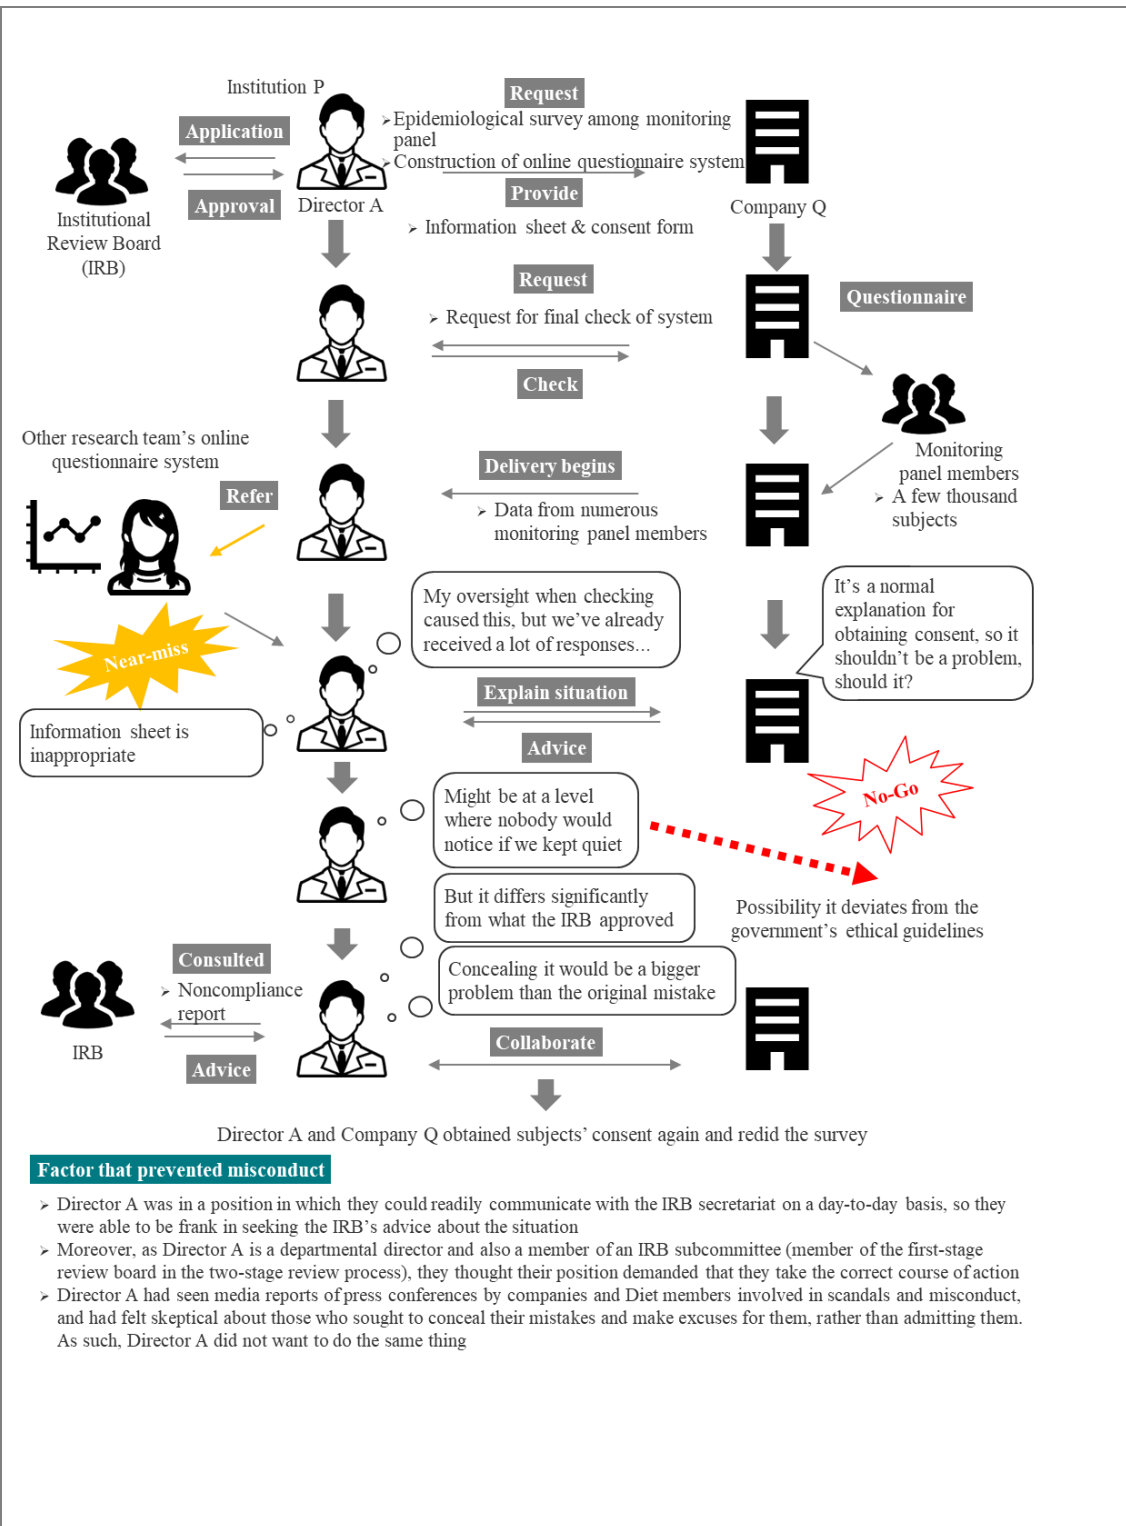 Institution P
Request
Application
➢Epidemiological survey among monitoring
panel
➢Construction of online questionnaire system
Approval
Director A
Provide
Company Q
➢ Information sheet & consent form
Institutional
Review Board
(IRB)
Request
Questionnaire
➢ Request for final check of system
Check
Other research team's online
questionnaire system
Monitoring
panel members
➢ A few thousand
subjects
Delivery begins
Refer
➢ Data from numerous
monitoring panel members
My oversight when checking
caused this, but we've already
received a lot of responses...
It's a normal
explanation for
obtaining consent, so it
shouldn't be a problem,
should it?
Near-miss
Explain situation
Information sheet is
inappropriate
Advice
No-Go
Might be at a level
where nobody would
notice if we kept quiet
But it differs significantly
from what the IRB approved
Possibility it deviates from the
government's ethical guidelines
Consulted
➢ Noncompliance
report
Concealing it would be a bigger
problem than the original mistake
IRB
Collaborate
Advice
Director A and Company Q obtained subjects' consent again and redid the survey
Factor that prevented misconduct
➢ Director A was in a position in which they could readily communicate with the IRB secretariat on a day-to-day basis, so they
were able to be frank in seeking the IRB's advice about the situation
➢ Moreover, as Director A is a departmental director and also a member of an IRB subcommittee (member of the first-stage
review board in the two-stage review process), they thought their position demanded that they take the correct course of action
➢ Director A had seen media reports of press conferences by companies and Diet members involved in scandals and misconduct,
and had felt skeptical about those who sought to conceal their mistakes and make excuses for them, rather than admitting them.
As such, Director A did not want to do the same thing